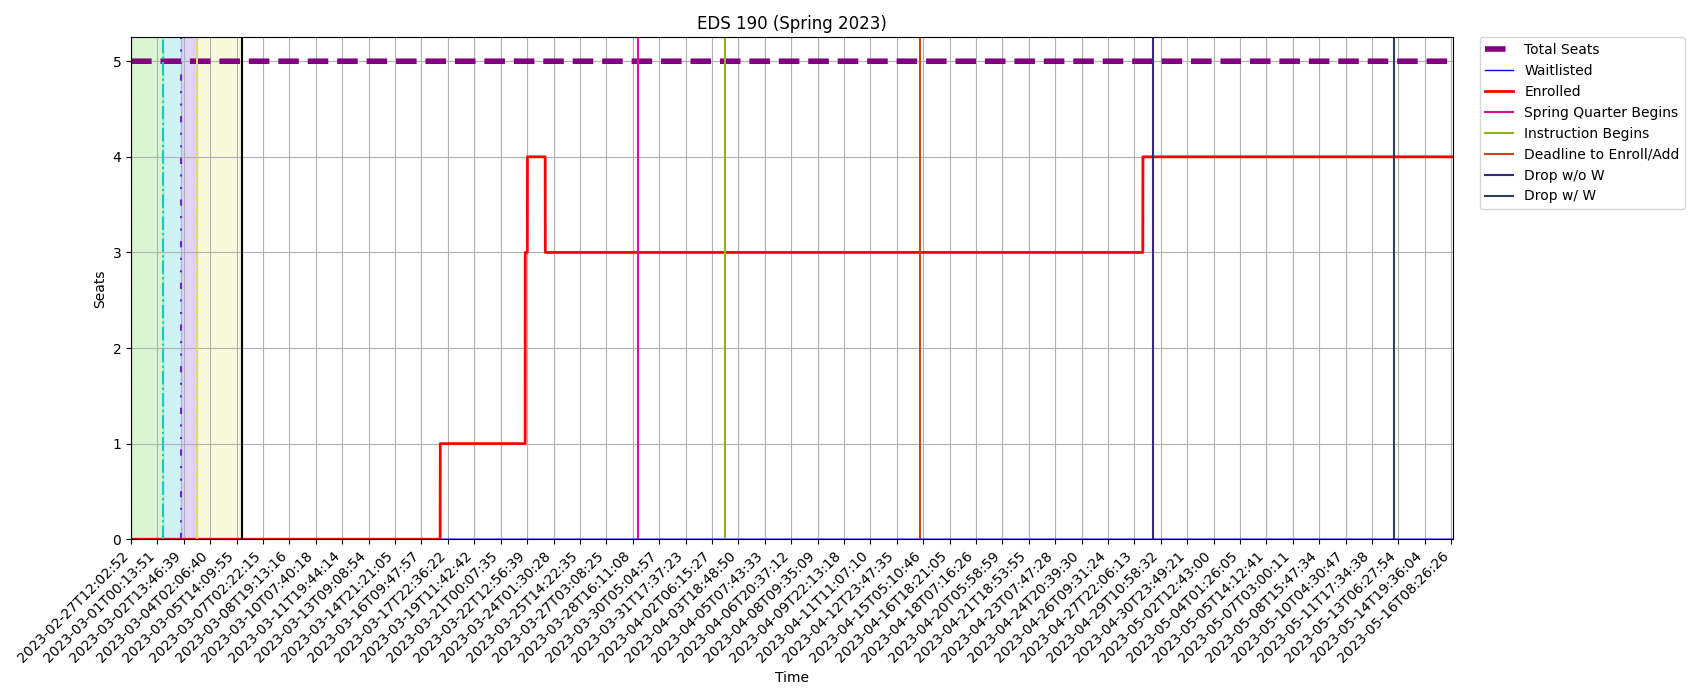 EDS 190 (Spring 2023)
Total Seats
Waitlisted
Enrolled
Spring Quarter Begins
Instruction Begins
Deadline to Enroll/Add
Drop w/o W
Drop w/ W
Seats
5
4
3
2
1
0
2023-02-27T12:02:52
2023-03-01T00:13:51
2023-03-02T13:46:39
2023-03-04T02:06:40
2023-03-05T14:09:55
2023-03-07T02:22:15
2023-03-08T19:13:16
2023-03-10T07:40:18
2023-03-11T19:44:14
2023-03-13T09:08:54
2023-03-14T21:21:05
2023-03-16T09:47:57
2023-03-17T22:36:22
2023-03-19T11:42:42
2023-03-21T00:07:35
2023-03-22T12:56:39
2023-03-24T01:30:28
2023-03-25T14:22:35
2023-03-27T03:08:25
2023-03-28T16:11:08
2023-03-30T05:04:57
2023-03-31T17:37:23
2023-04-02T06:15:27
2023-04-03T18:48:50
2023-04-05T07:43:33
2023-04-06T20:37:12
2023-04-08T09:35:09
2023-04-09T22:13:18
2023-04-11T11:07:10
2023-04-12T23:47:35
2023-04-15T05:10:46
2023-04-16T18:21:05
2023-04-18T07:16:26
2023-04-20T05:58:59
2023-04-21T18:53:55
2023-04-23T07:47:28
2023-04-24T20:39:30
2023-04-26T09:31:24
2023-04-27T22:06:13
2023-04-29T10:58:32
2023-04-30T23:49:21
2023-05-02T12:43:00
2023-05-04T01:26:05
2023-05-05T14:12:41
2023-05-07T03:00:11
2023-05-08T15:47:34
2023-05-10T04:30:47
2023-05-11T17:34:38
2023-05-13T06:27:54
2023-05-14T19:36:04
2023-05-16T08:26:26
Time